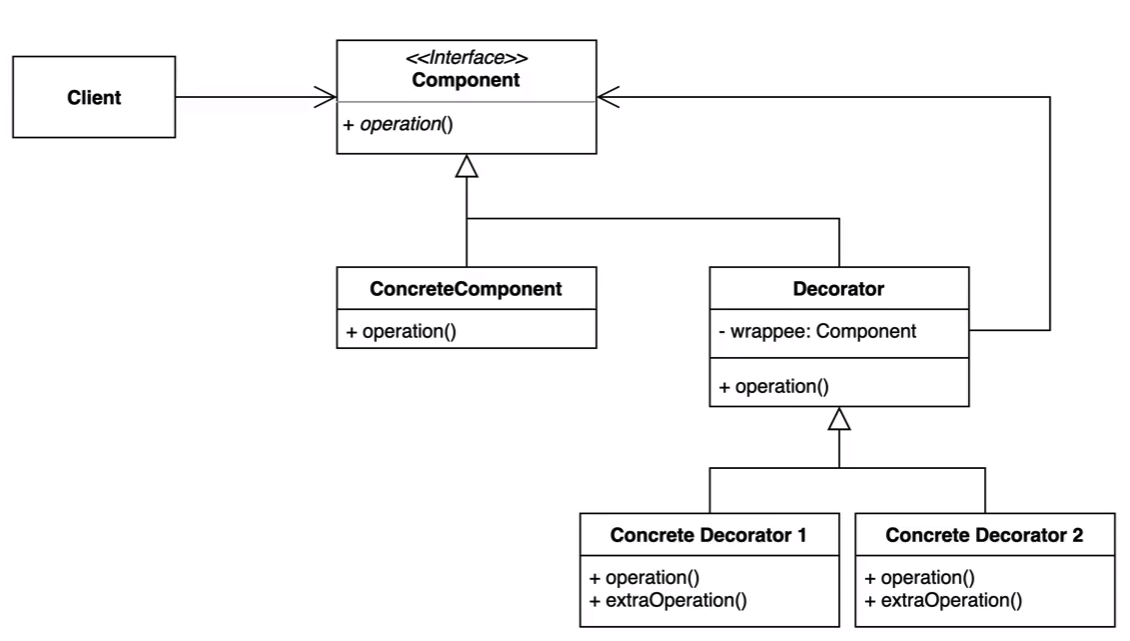 Client
<<Interface>>
Component
+ operation()
ConcreteComponent
+ operation()
Decorator
- wrappee: Component
+ operation()
Concrete Decorator 1
+ operation()
+ extraOperation()
Concrete Decorator 2
+ operation()
+ extraOperation()